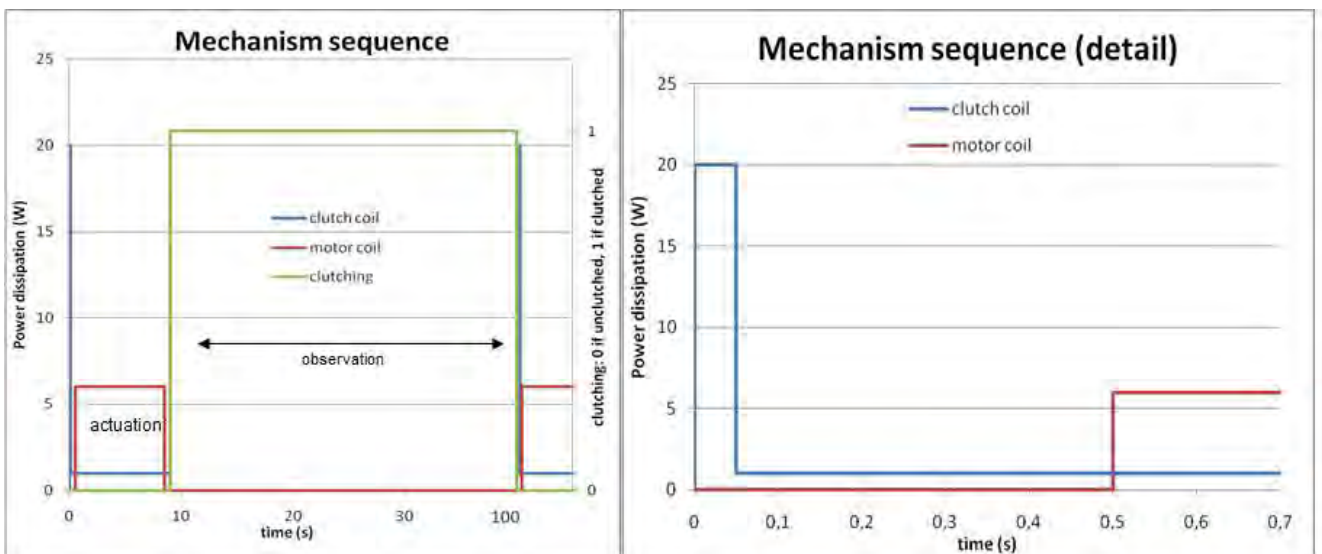 Mechanism sequence
25
20
15
10
5
0
Power dissipation (W)
clutch coil
motor coil
clutching
observation
actuation
1
0
clutching: 0 if unclutched, 1 if clutched
0 10 20 30 100
time (s)
Mechanism sequence (detail)
25
20
15
10
5
0
Power dissipation (W)
clutch coil
motor coil
0 0,1 0,2 0,3 0,4 0,5 0,6 0,7
time (s)